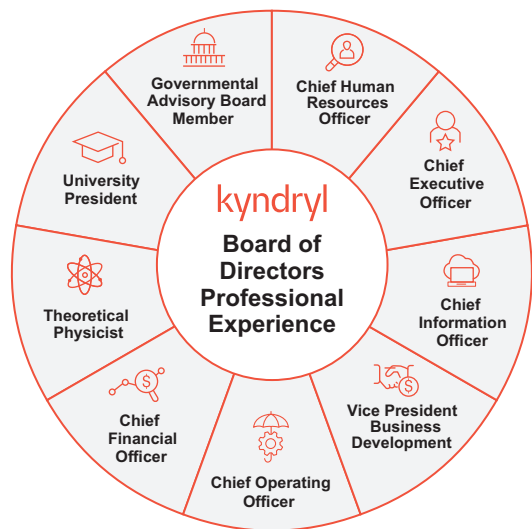 Governmental
Advisory Board
Member
Chief Human
Resources
Officer
Chief
Executive
Officer
Chief
Information
Officer
Vice President
Business
Development
Chief Operating
Officer
Chief
Financial
Officer
Theoretical
Physicist
University
President
kyndryl
Board of
Directors
Professional
Experience
$
$